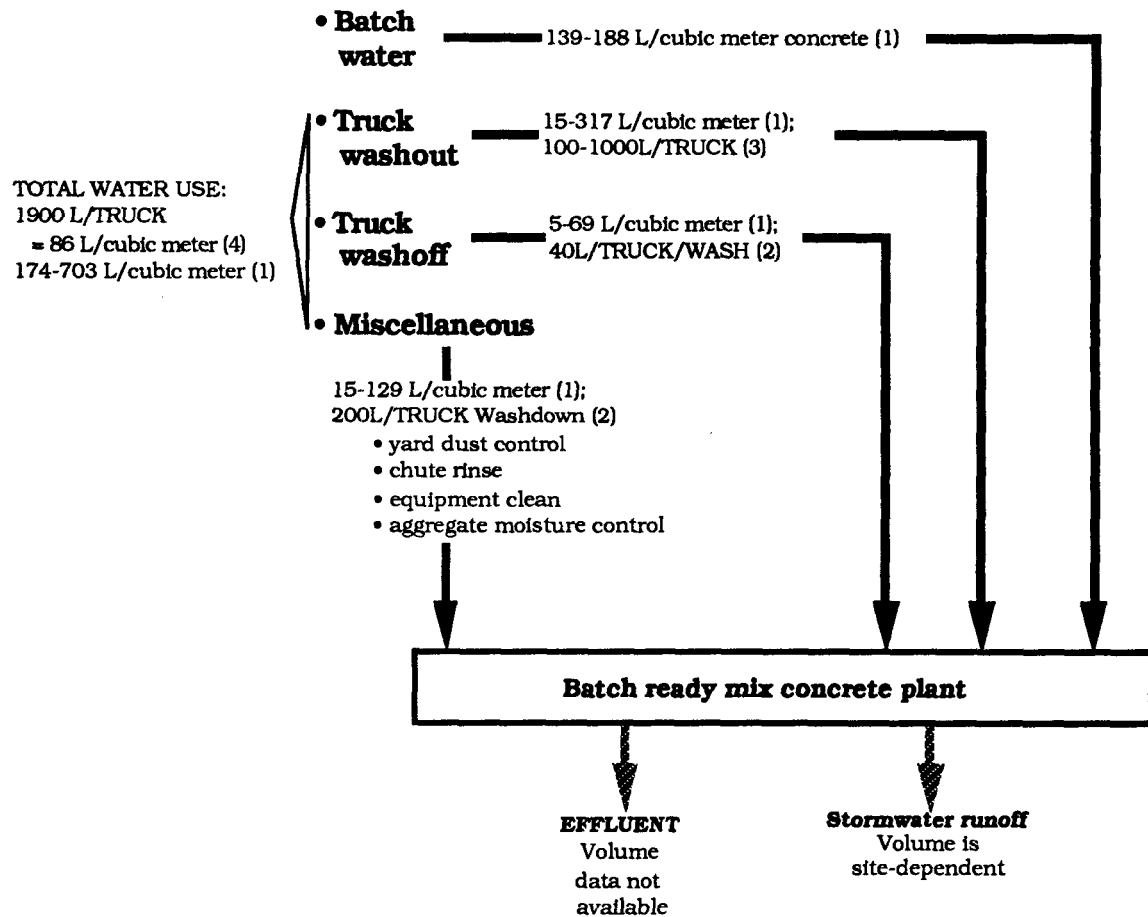 • Batch
water
139-188 L/cubic meter concrete (1)
• Truck
washout
15-317 L/cubic meter (1);
100-1000L/TRUCK (3)
TOTAL WATER USE:
1900 L/TRUCK
= 86 L/cubic meter (4)
174-703 L/cubic meter (1)
• Truck
washoff
5-69 L/cubic meter (1);
40L/TRUCK/WASH (2)
• Miscellaneous
15-129 L/cubic meter (1);
200L/TRUCK Washdown (2)
• yard dust control
• chute rinse
• equipment clean
• aggregate moisture control
Batch ready mix concrete plant
EFFLUENT
Volume
data not
available
Stormwater runoff
Volume is
site-dependent